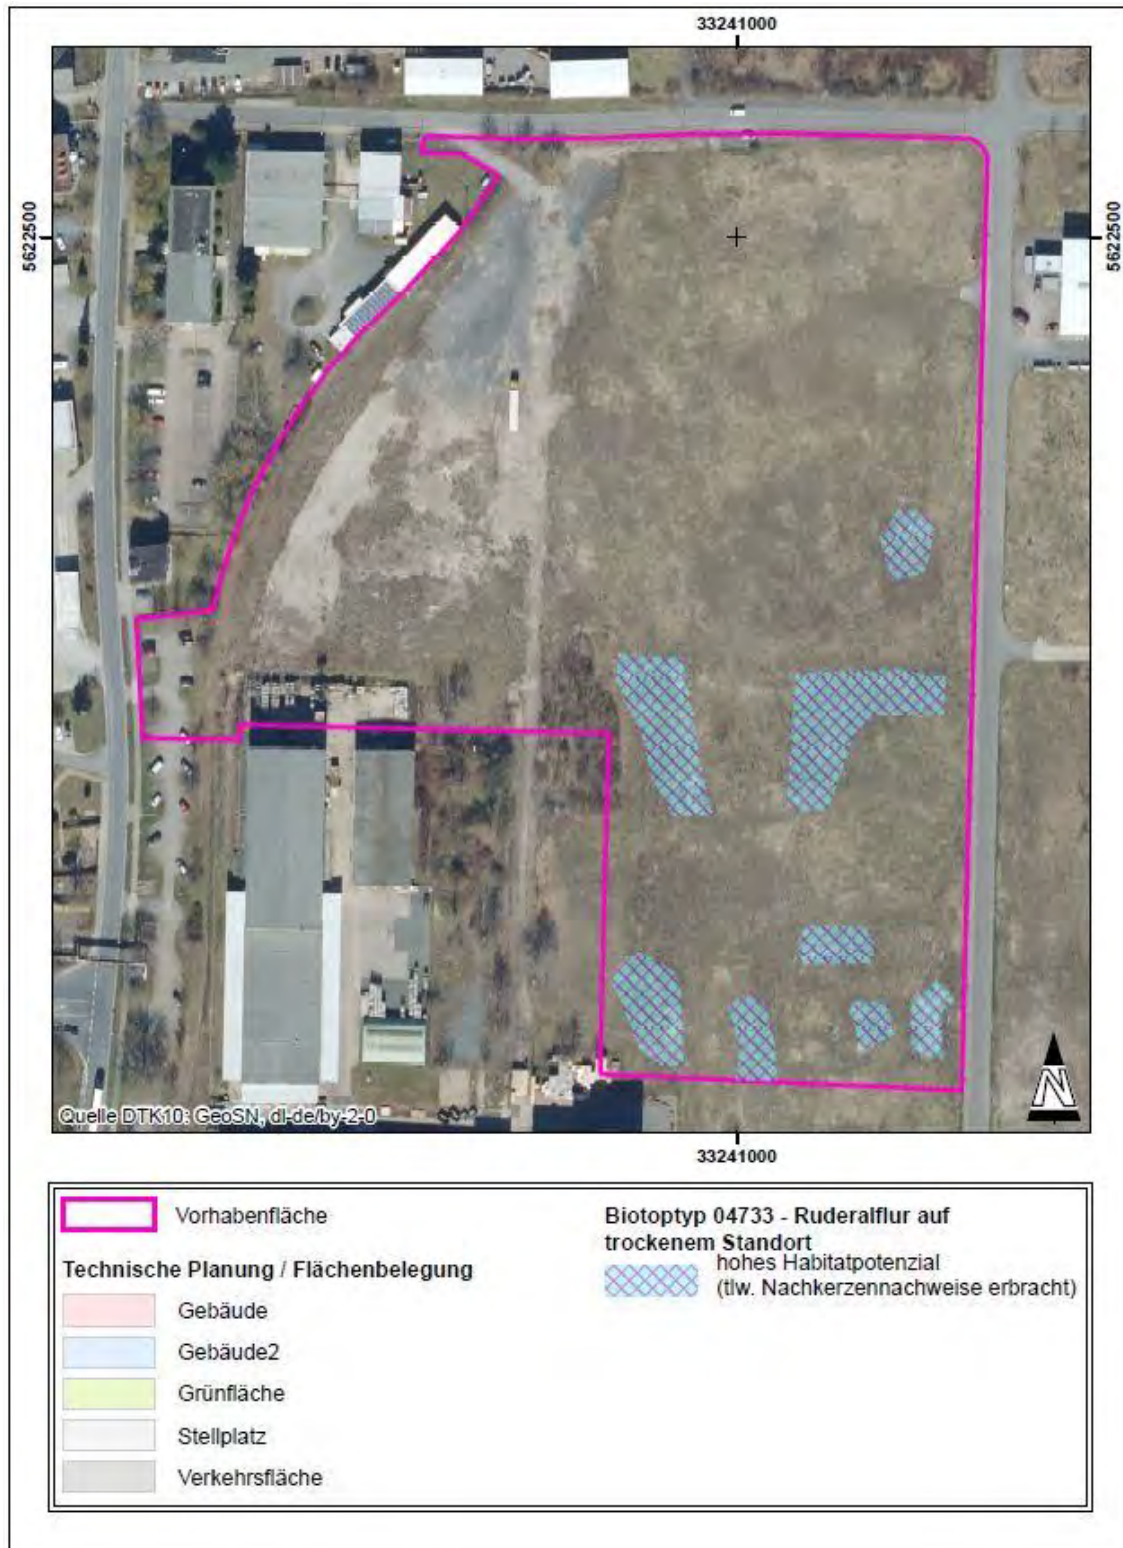 33241000
5622500
5622500
N
Quelle DTK10: GeoSN, dl-de/by-2-0
33241000
Vorhabenfläche
Technische Planung / Flächenbelegung
Gebäude
Gebäude2
Grünfläche
Stellplatz
Verkehrsfläche
Biotoptyp 04733 - Ruderalflur auf
trockenem Standort
hohes Habitatpotenzial
(tlw. Nachkerzennachweise erbracht)